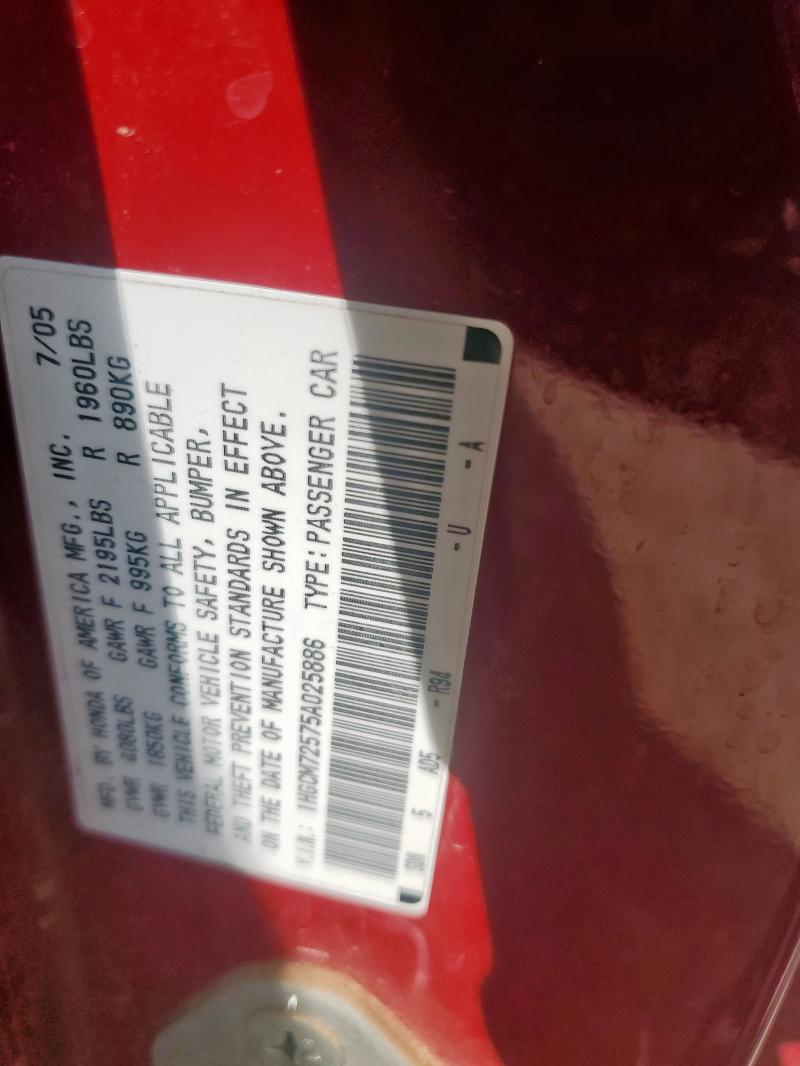 MFD. BY HONDA OF AMERICA MFG., INC. 7/05
GVWR 4080LBS GAWR F 2195LBS R 1960LBS
GVWR 1850KG GAWR F 995KG R 890KG
THIS VEHICLE CONFORMS TO ALL APPLICABLE
FEDERAL MOTOR VEHICLE SAFETY, BUMPER,
AND THEFT PREVENTION STANDARDS IN EFFECT
ON THE DATE OF MANUFACTURE SHOWN ABOVE.
V.I.N.: 1HGCM72575A025886 TYPE: PASSENGER CAR
5 AD5 -R94 -U -A